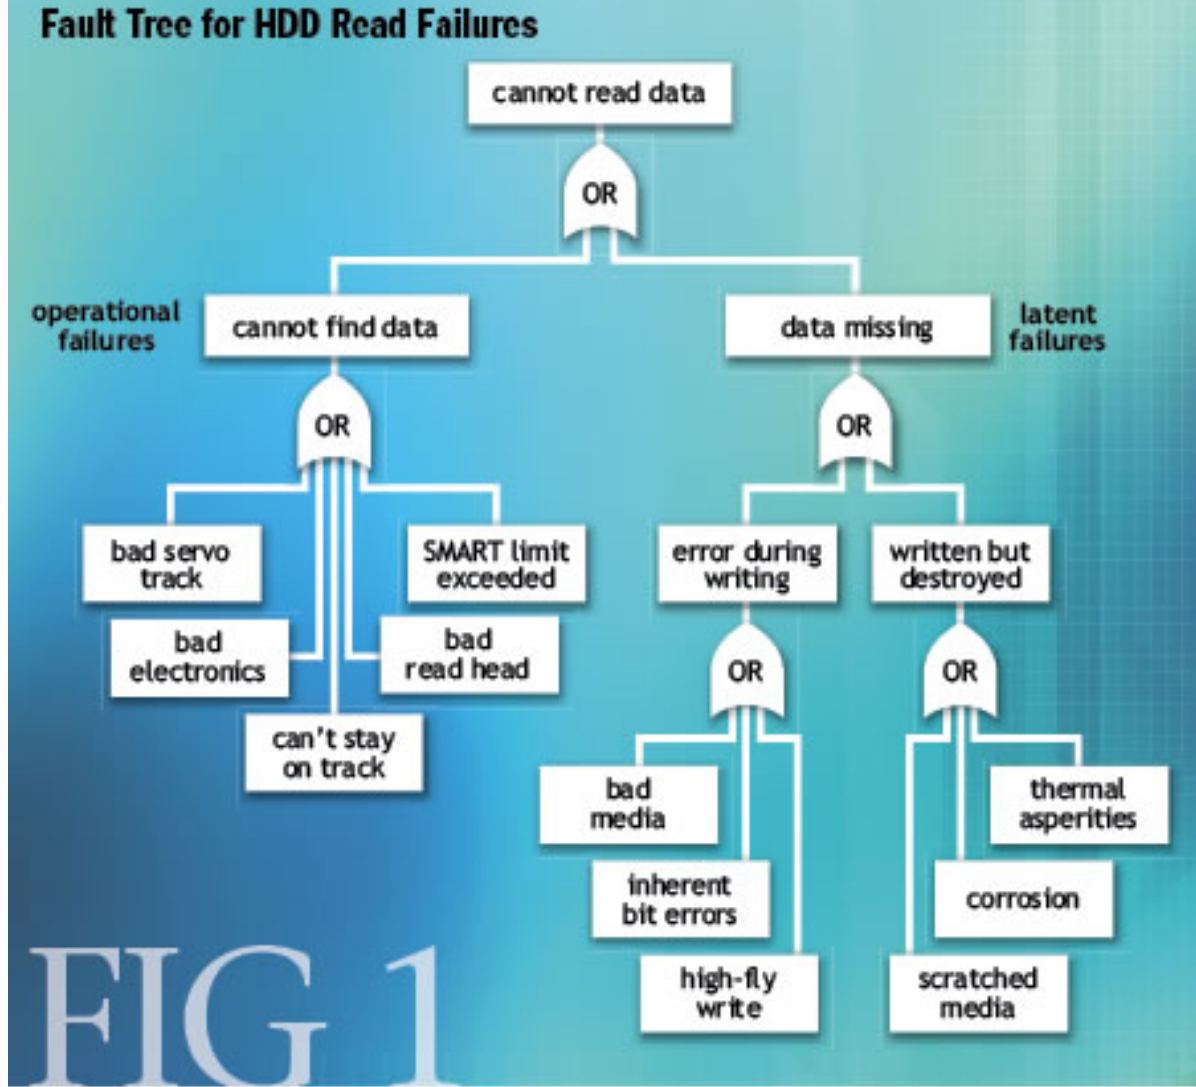 Fault Tree for HDD Read Failures
cannot read data
OR
operational
failures
cannot find data
data missing
latent
failures
OR
OR
bad servo
track
SMART limit
exceeded
error during
writing
written but
destroyed
bad
electronics
bad
read head
OR
OR
can't stay
on track
bad
media
thermal
asperities
inherent
bit errors
corrosion
high-fly
write
scratched
media
FIG 1